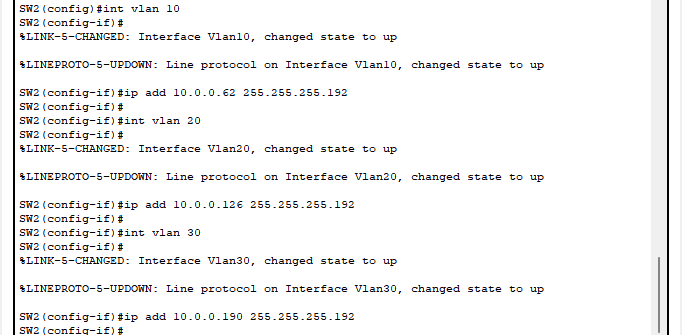 SW2(config)#int vlan 10
SW2(config-if)#
%LINK-5-CHANGED: Interface Vlan10, changed state to up
%LINEPROTO-5-UPDOWN: Line protocol on Interface Vlan10, changed state to up
SW2(config-if)#ip add 10.0.0.62 255.255.255.192
SW2(config-if)#
SW2(config-if)#int vlan 20
SW2(config-if)#
%LINK-5-CHANGED: Interface Vlan20, changed state to up
%LINEPROTO-5-UPDOWN: Line protocol on Interface Vlan20, changed state to up
SW2(config-if)#ip add 10.0.0.126 255.255.255.192
SW2(config-if)#
SW2(config-if)#int vlan 30
SW2(config-if)#
%LINK-5-CHANGED: Interface Vlan30, changed state to up
%LINEPROTO-5-UPDOWN: Line protocol on Interface Vlan30, changed state to up
SW2(config-if)#ip add 10.0.0.190 255.255.255.192
SW2(config-if)#